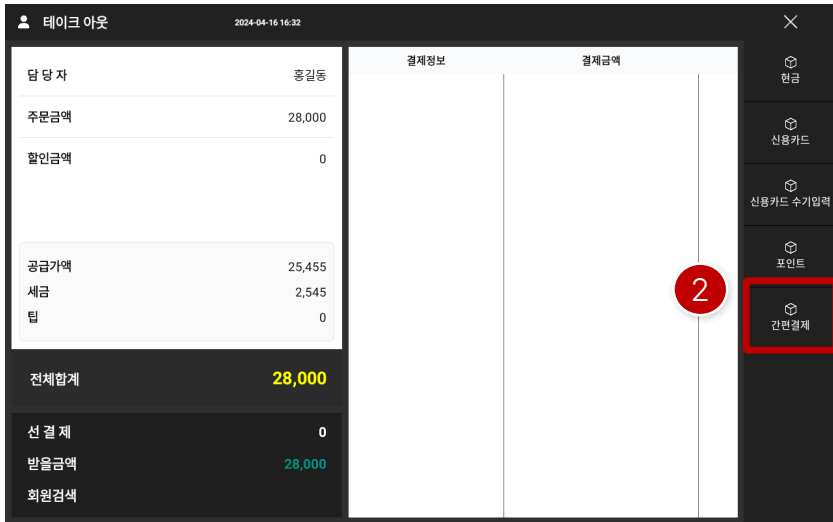 테이크 아웃 2024-04-16 16:32
담 당 자 홍길동
주문금액 28,000
할인금액 0
공급가액 25,455
세금 2,545
팁 0
전체합계 28,000
선 결 제 0
받을금액 28,000
회원검색
결제정보 결제금액
현금
신용카드
신용카드 수기입력
포인트
2
간편결제